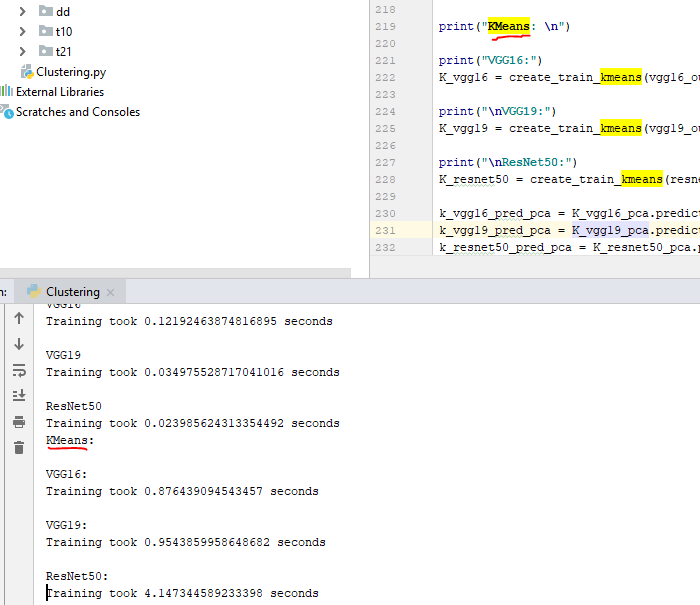 dd
t10
t21
Clustering.py
External Libraries
Scratches and Consoles
218
219 print("KMeans: \n")
220
221 print("VGG16:")
222 K_vgg16 = create_train_kmeans(vgg16_ou
223
224 print("\nVGG19:")
225 K_vgg19 = create_train_kmeans(vgg19_ou
226
227 print("\nResNet50:")
228 K_resnet50 = create_train_kmeans(resne
229
230 k_vgg16_pred_pca = K_vgg16_pca.predict
231 k_vgg19_pred_pca = K_vgg19_pca.predict
232 k_resnet50_pred_pca = K_resnet50_pca.p
n: Clustering
VGG16
Training took 0.12192463874816895 seconds
VGG19
Training took 0.034975528717041016 seconds
ResNet50
Training took 0.023985624313354492 seconds
KMeans:
VGG16:
Training took 0.876439094543457 seconds
VGG19:
Training took 0.9543859958648682 seconds
ResNet50:
Training took 4.147344589233398 seconds